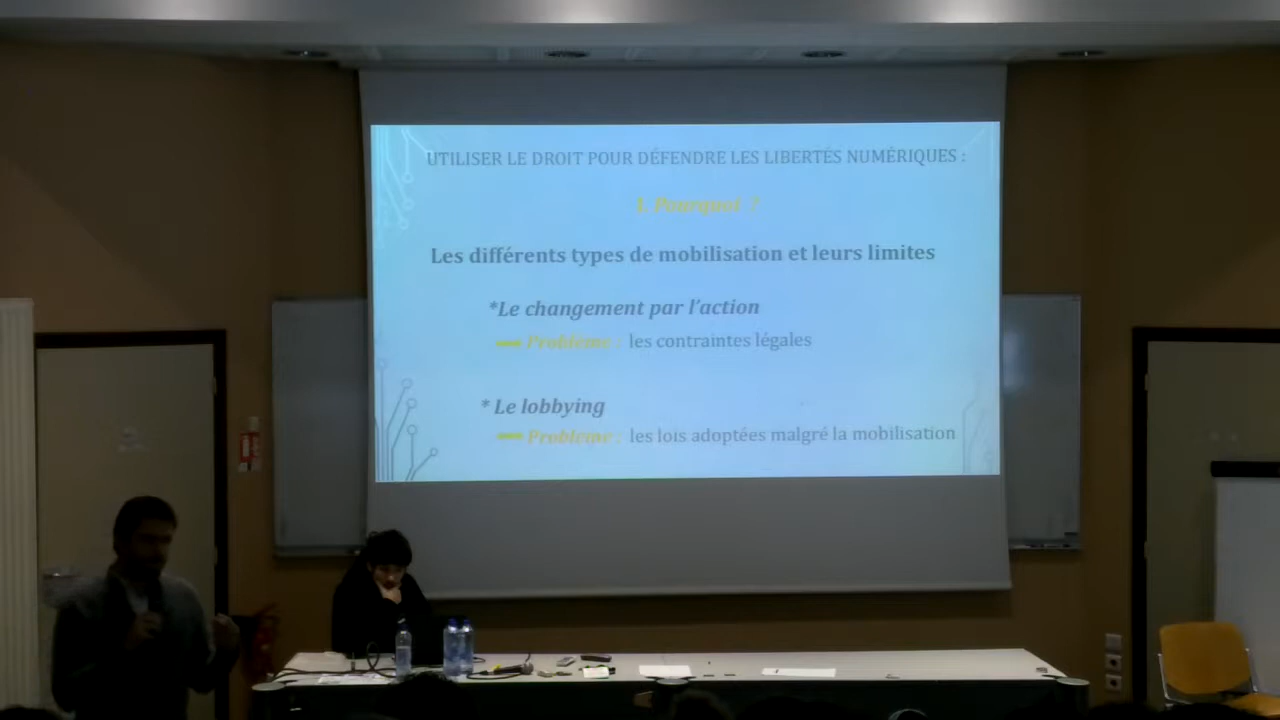 UTILISER LE DROIT POUR DÉFENDRE LES LIBERTÉS NUMÉRIQUES :
I. Pourquoi ?
Les différents types de mobilisation et leurs limites
*Le changement par l'action
Problème : les contraintes légales
* Le lobbying
Problème : les lois adoptées malgré la mobilisation